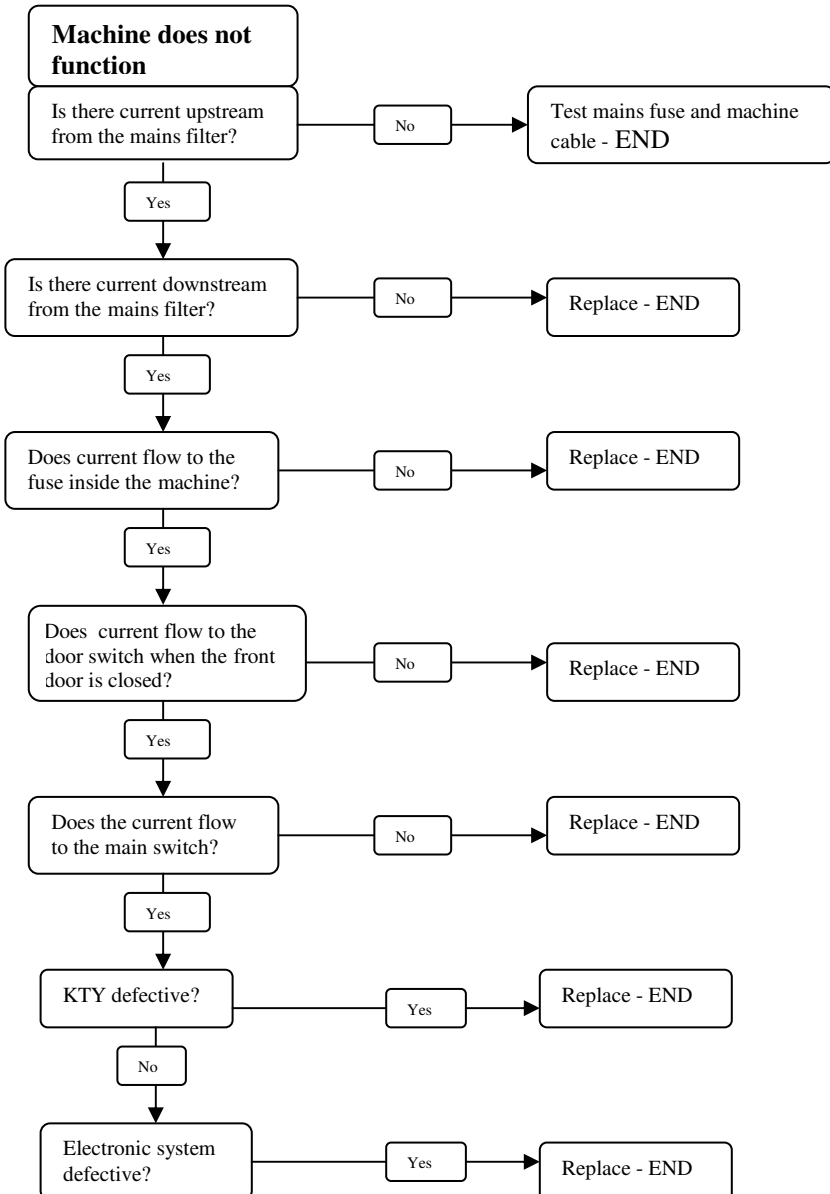 Machine does not
function
Is there current upstream
from the mains filter?
No
Test mains fuse and machine
cable - END
Yes
Is there current downstream
from the mains filter?
No
Replace - END
Yes
Does current flow to the
fuse inside the machine?
No
Replace - END
Yes
Does current flow to the
door switch when the front
door is closed?
No
Replace - END
Yes
Does the current flow
to the main switch?
No
Replace - END
Yes
KTY defective?
Yes
Replace - END
No
Electronic system
defective?
Yes
Replace - END